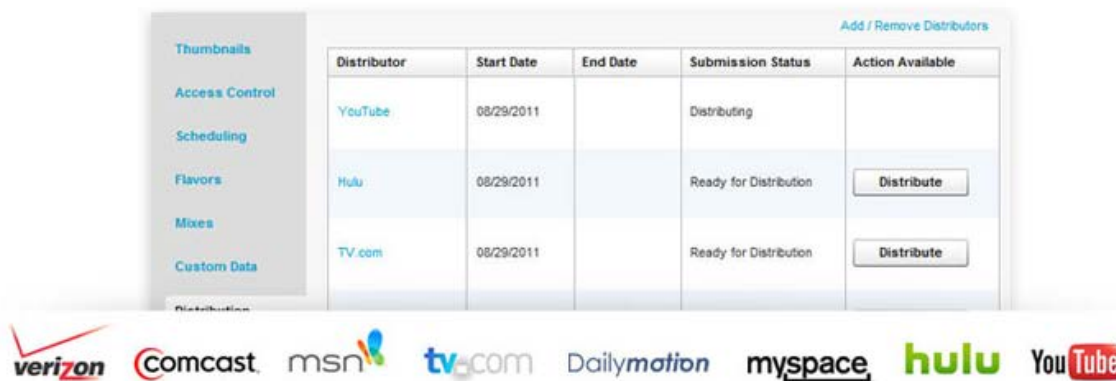 Add / Remove Distributors
Thumbnails
Distributor Start Date End Date Submission Status Action Available
Access Control
YouTube 08/29/2011 Distributing
Scheduling
Flavors
Hulu 08/29/2011 Ready for Distribution Distribute
Mixes
TV.com 08/29/2011 Ready for Distribution Distribute
Custom Data
Distribution
verizon comcast msn tv.com Dailymotion myspace hulu YouTube